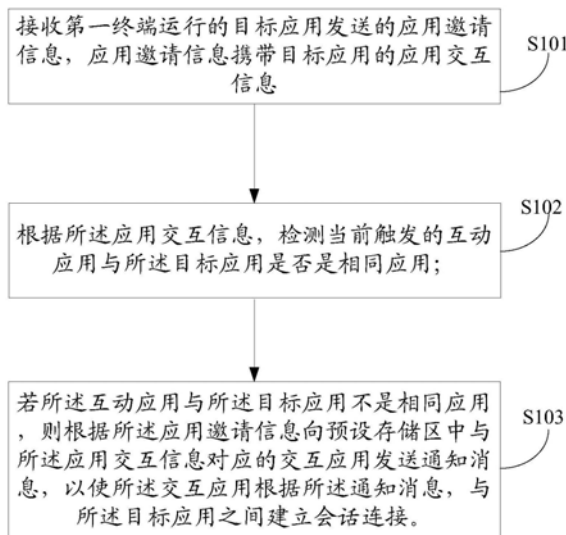 接收第一终端运行的目标应用发送的应用邀请
信息，应用邀请信息携带目标应用的应用交互
信息
S101
S102
根据所述应用交互信息，检测当前触发的互动
应用与所述目标应用是否是相同应用；
若所述互动应用与所述目标应用不是相同应用
，则根据所述应用邀请信息向预设存储区中与
S103
所述应用交互信息对应的交互应用发送通知消
息，以使所述交互应用根据所述通知消息，与
所述目标应用之间建立会话连接。